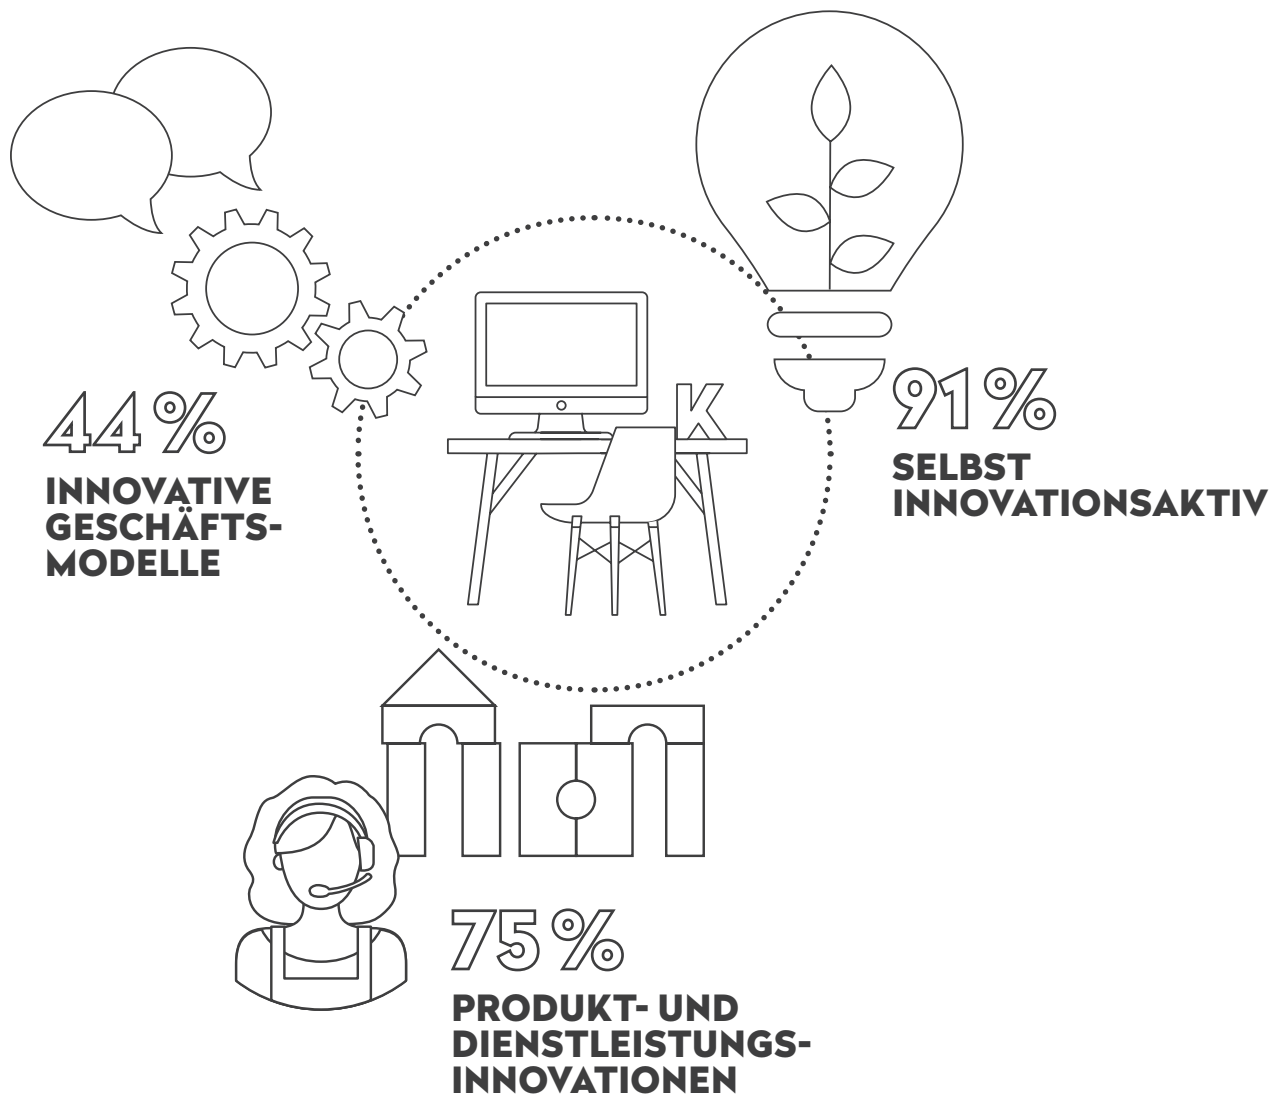 44 %
INNOVATIVE
GESCHÄFTS-
MODELLE
K
91 %
SELBST
INNOVATIONSAKTIV
75 %
PRODUKT- UND
DIENSTLEISTUNGS-
INNOVATIONEN